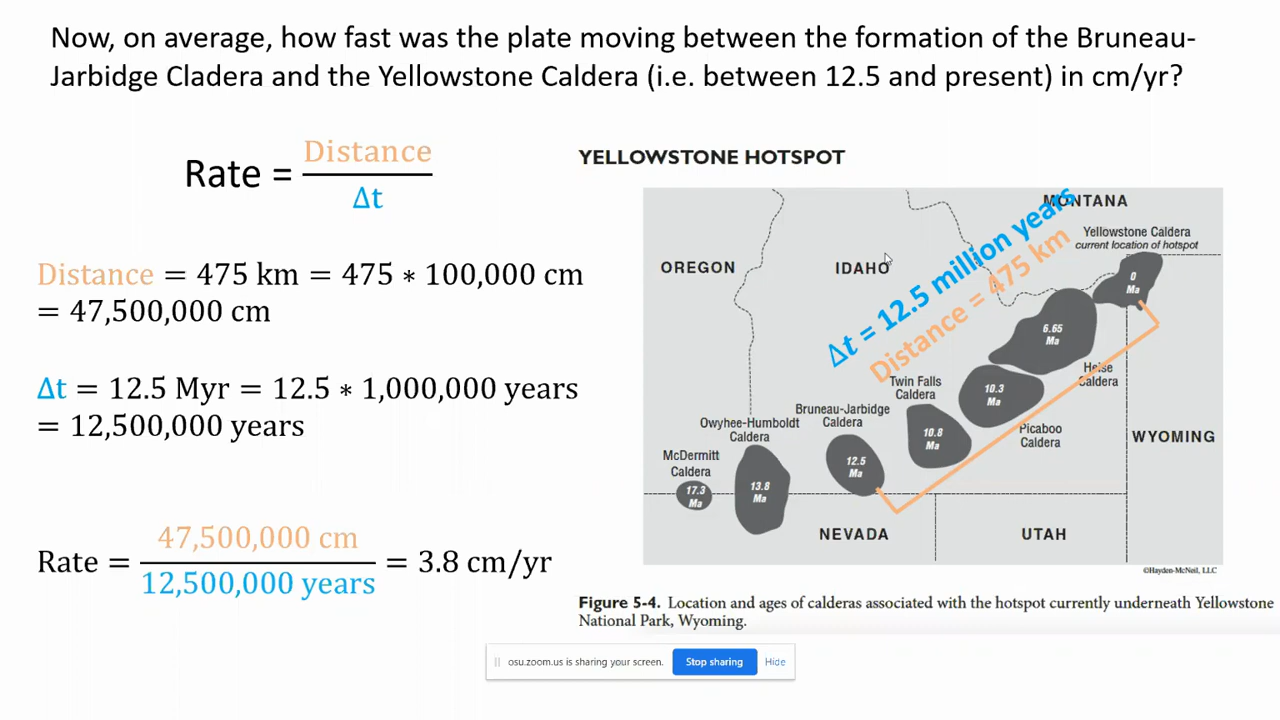 Now, on average, how fast was the plate moving between the formation of the Bruneau-
Jarbidge Cladera and the Yellowstone Caldera (i.e. between 12.5 and present) in cm/yr?
Rate = Distance / Δt
Distance = 475 km = 475 ∗ 100,000 cm
= 47,500,000 cm
Δt = 12.5 Myr = 12.5 ∗ 1,000,000 years
= 12,500,000 years
Rate = 47,500,000 cm / 12,500,000 years = 3.8 cm/yr
YELLOWSTONE HOTSPOT
MONTANA
Yellowstone Caldera
current location of hotspot
OREGON
IDAHO
Δt = 12.5 million years
Distance = 475 km
0
Ma
6.65
Ma
Heise
Caldera
Twin Falls
Caldera
10.3
Ma
Bruneau-Jarbidge
Caldera
Owyhee-Humboldt
Caldera
10.8
Ma
Picaboo
Caldera
WYOMING
McDermitt
Caldera
12.5
Ma
17.3
Ma
13.8
Ma
NEVADA
UTAH
©Hayden-McNeil, LLC
Figure 5-4. Location and ages of calderas associated with the hotspot currently underneath Yellowstone
National Park, Wyoming.
osu.zoom.us is sharing your screen.
Stop sharing
Hide